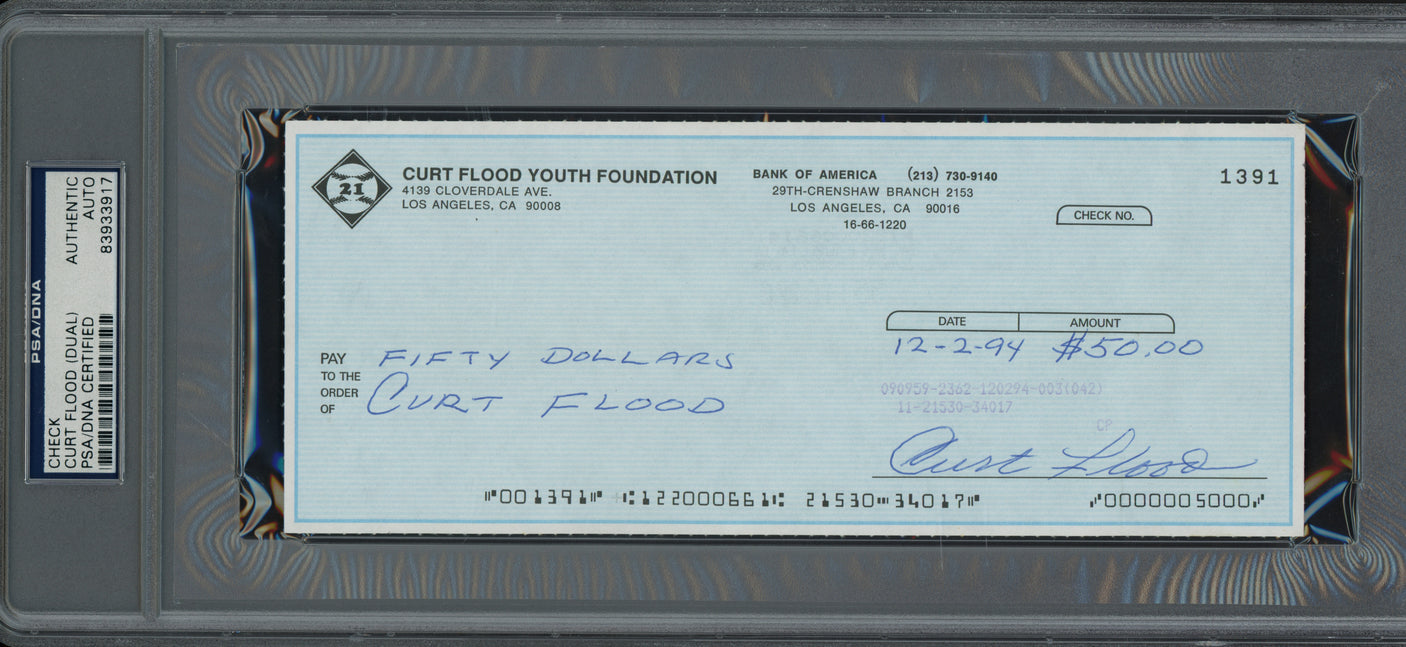 PSA/DNA
CHECK
CURT FLOOD (DUAL)
PSA/DNA CERTIFIED
AUTHENTIC
AUTO
83933917
21
CURT FLOOD YOUTH FOUNDATION
4139 CLOVERDALE AVE.
LOS ANGELES, CA 90008
BANK OF AMERICA (213) 730-9140
29TH-CRENSHAW BRANCH 2153
LOS ANGELES, CA 90016
16-66-1220
1391
CHECK NO.
DATE AMOUNT
12-2-94 $50.00
PAY FIFTY DOLLARS
TO THE
ORDER
OF CURT FLOOD
090959-2362-120294-003(042)
11-21530-34017
CP
Curt Flood
⑈001391⑈ ⑆122000661⑆ 21530⑉34017⑈ ⑇0000005000⑇